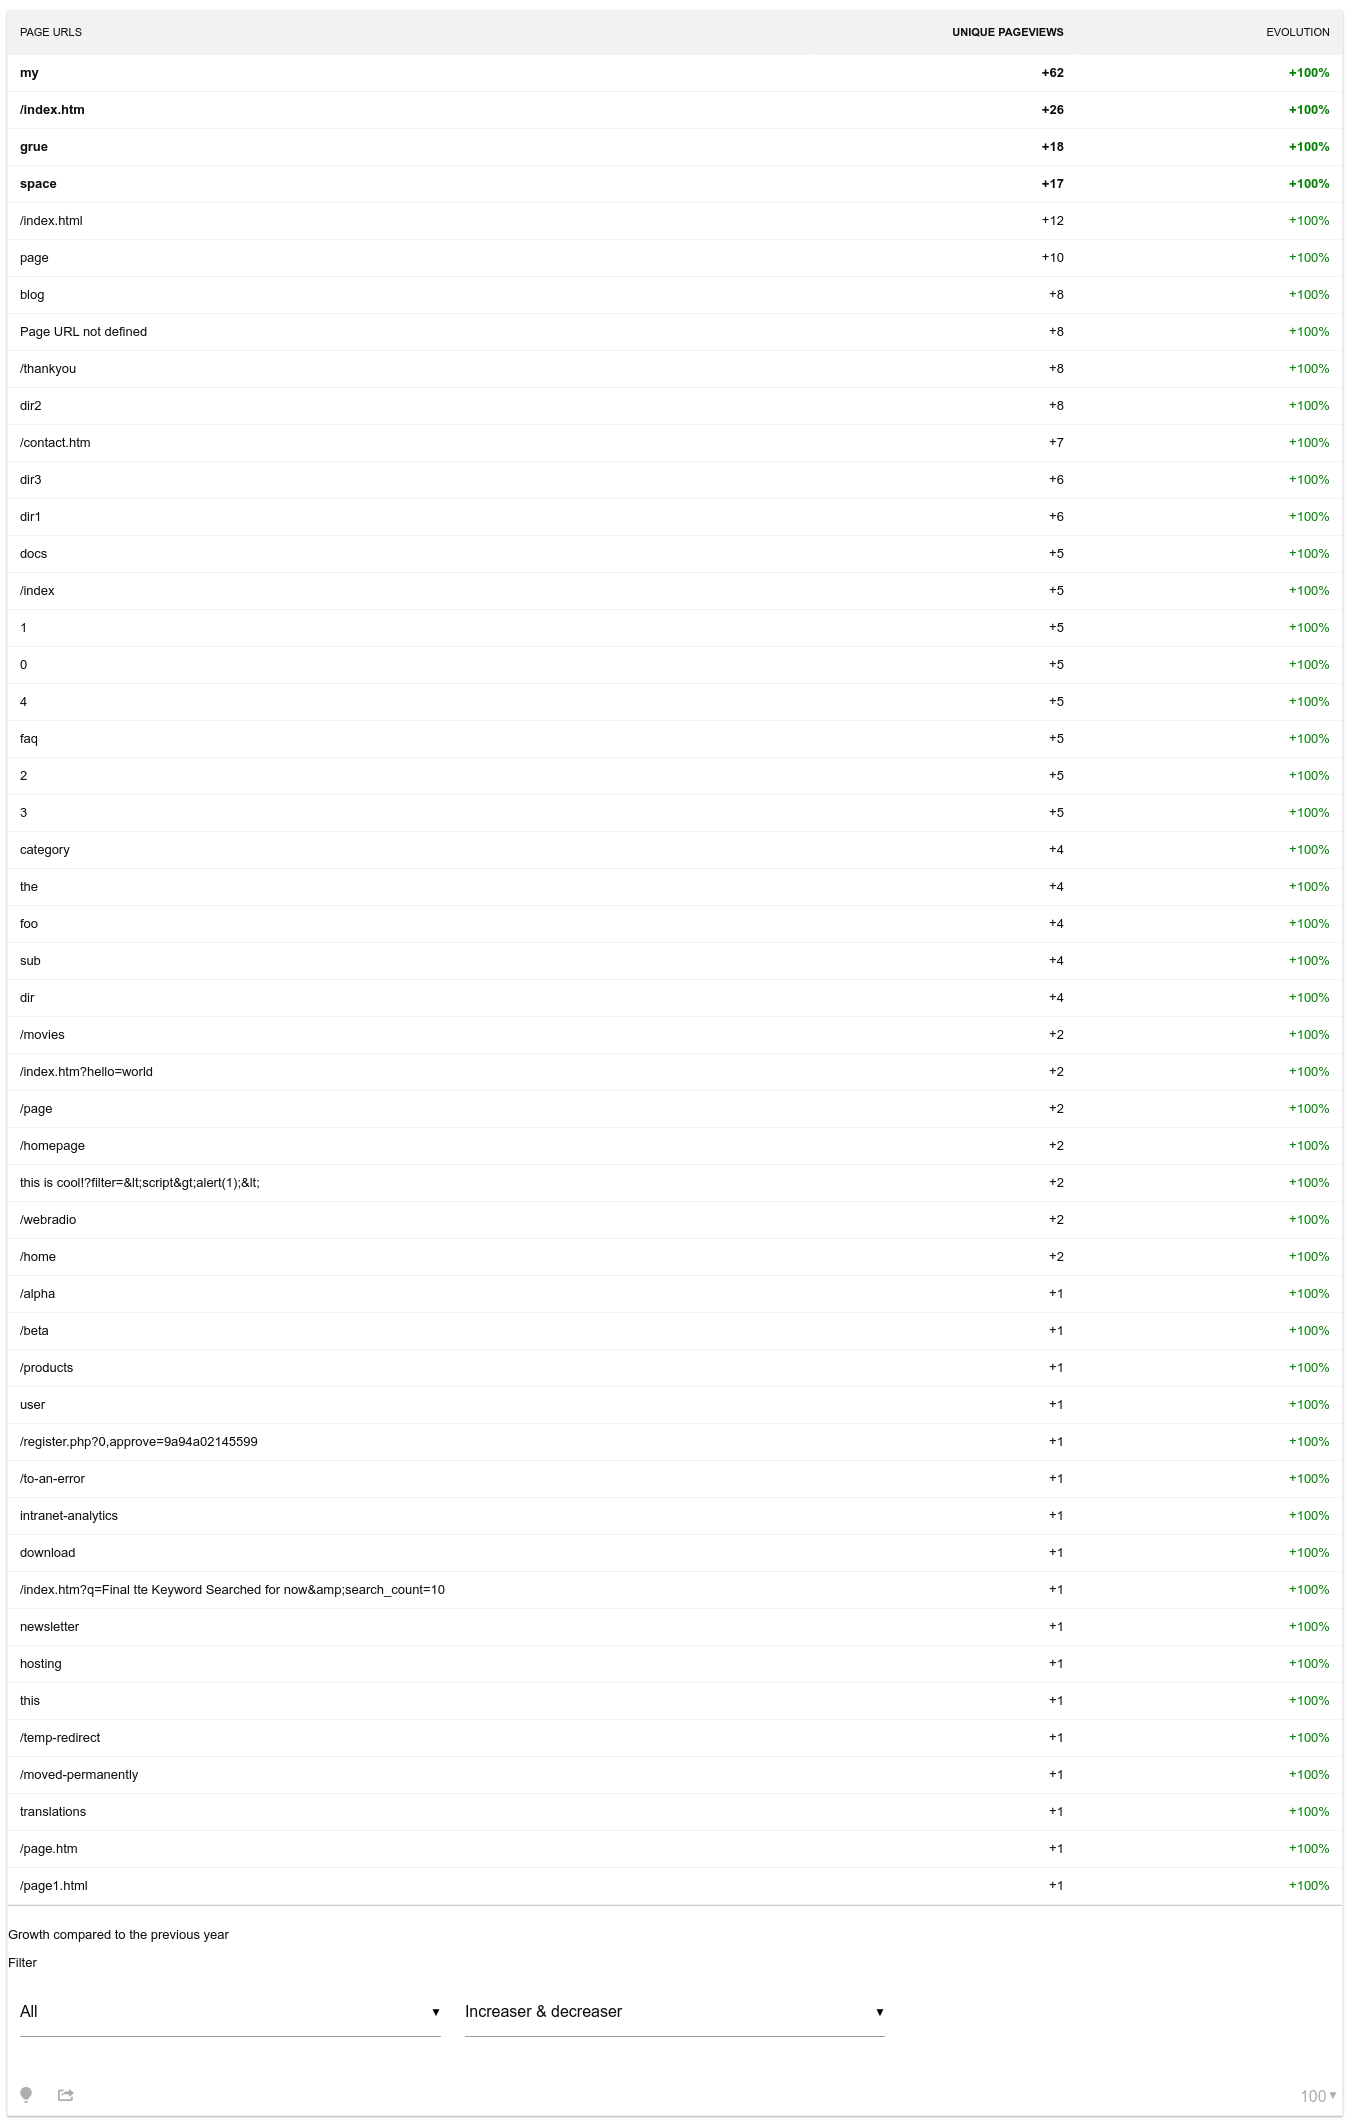 PAGE URLS UNIQUE PAGEVIEWS EVOLUTION
my +62 +100%
/index.htm +26 +100%
grue +18 +100%
space +17 +100%
/index.html +12 +100%
page +10 +100%
blog +8 +100%
Page URL not defined +8 +100%
/thankyou +8 +100%
dir2 +8 +100%
/contact.htm +7 +100%
dir3 +6 +100%
dir1 +6 +100%
docs +5 +100%
/index +5 +100%
1 +5 +100%
0 +5 +100%
4 +5 +100%
faq +5 +100%
2 +5 +100%
3 +5 +100%
category +4 +100%
the +4 +100%
foo +4 +100%
sub +4 +100%
dir +4 +100%
/movies +2 +100%
/index.htm?hello=world +2 +100%
/page +2 +100%
/homepage +2 +100%
this is cool!?filter=&lt;script&gt;alert(1);&lt; +2 +100%
/webradio +2 +100%
/home +2 +100%
/alpha +1 +100%
/beta +1 +100%
/products +1 +100%
user +1 +100%
/register.php?0,approve=9a94a02145599 +1 +100%
/to-an-error +1 +100%
intranet-analytics +1 +100%
download +1 +100%
/index.htm?q=Final tte Keyword Searched for now&amp;search_count=10 +1 +100%
newsletter +1 +100%
hosting +1 +100%
this +1 +100%
/temp-redirect +1 +100%
/moved-permanently +1 +100%
translations +1 +100%
/page.htm +1 +100%
/page1.html +1 +100%
Growth compared to the previous year
Filter
All ▼ Increaser & decreaser ▼
100 ▼